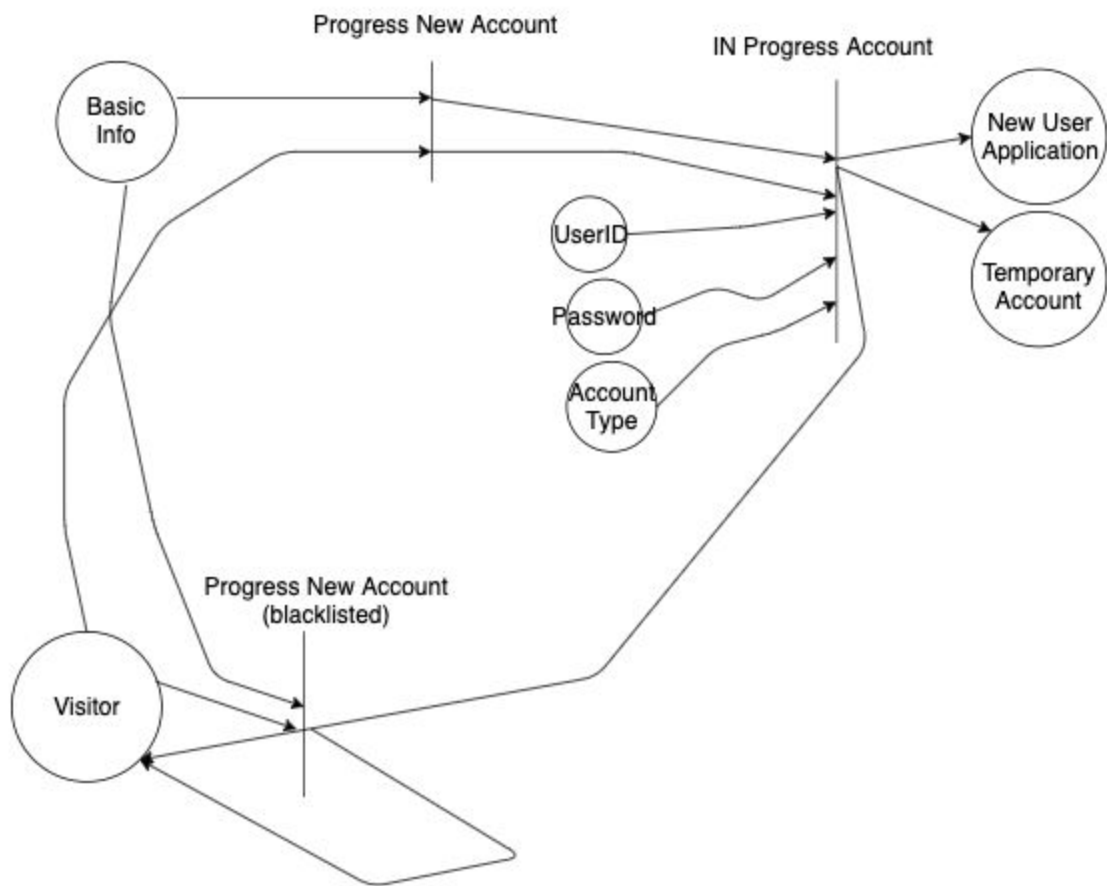 Progress New Account
IN Progress Account
Basic
Info
New User
Application
UserID
Temporary
Account
Password
Account
Type
Progress New Account
(blacklisted)
Visitor